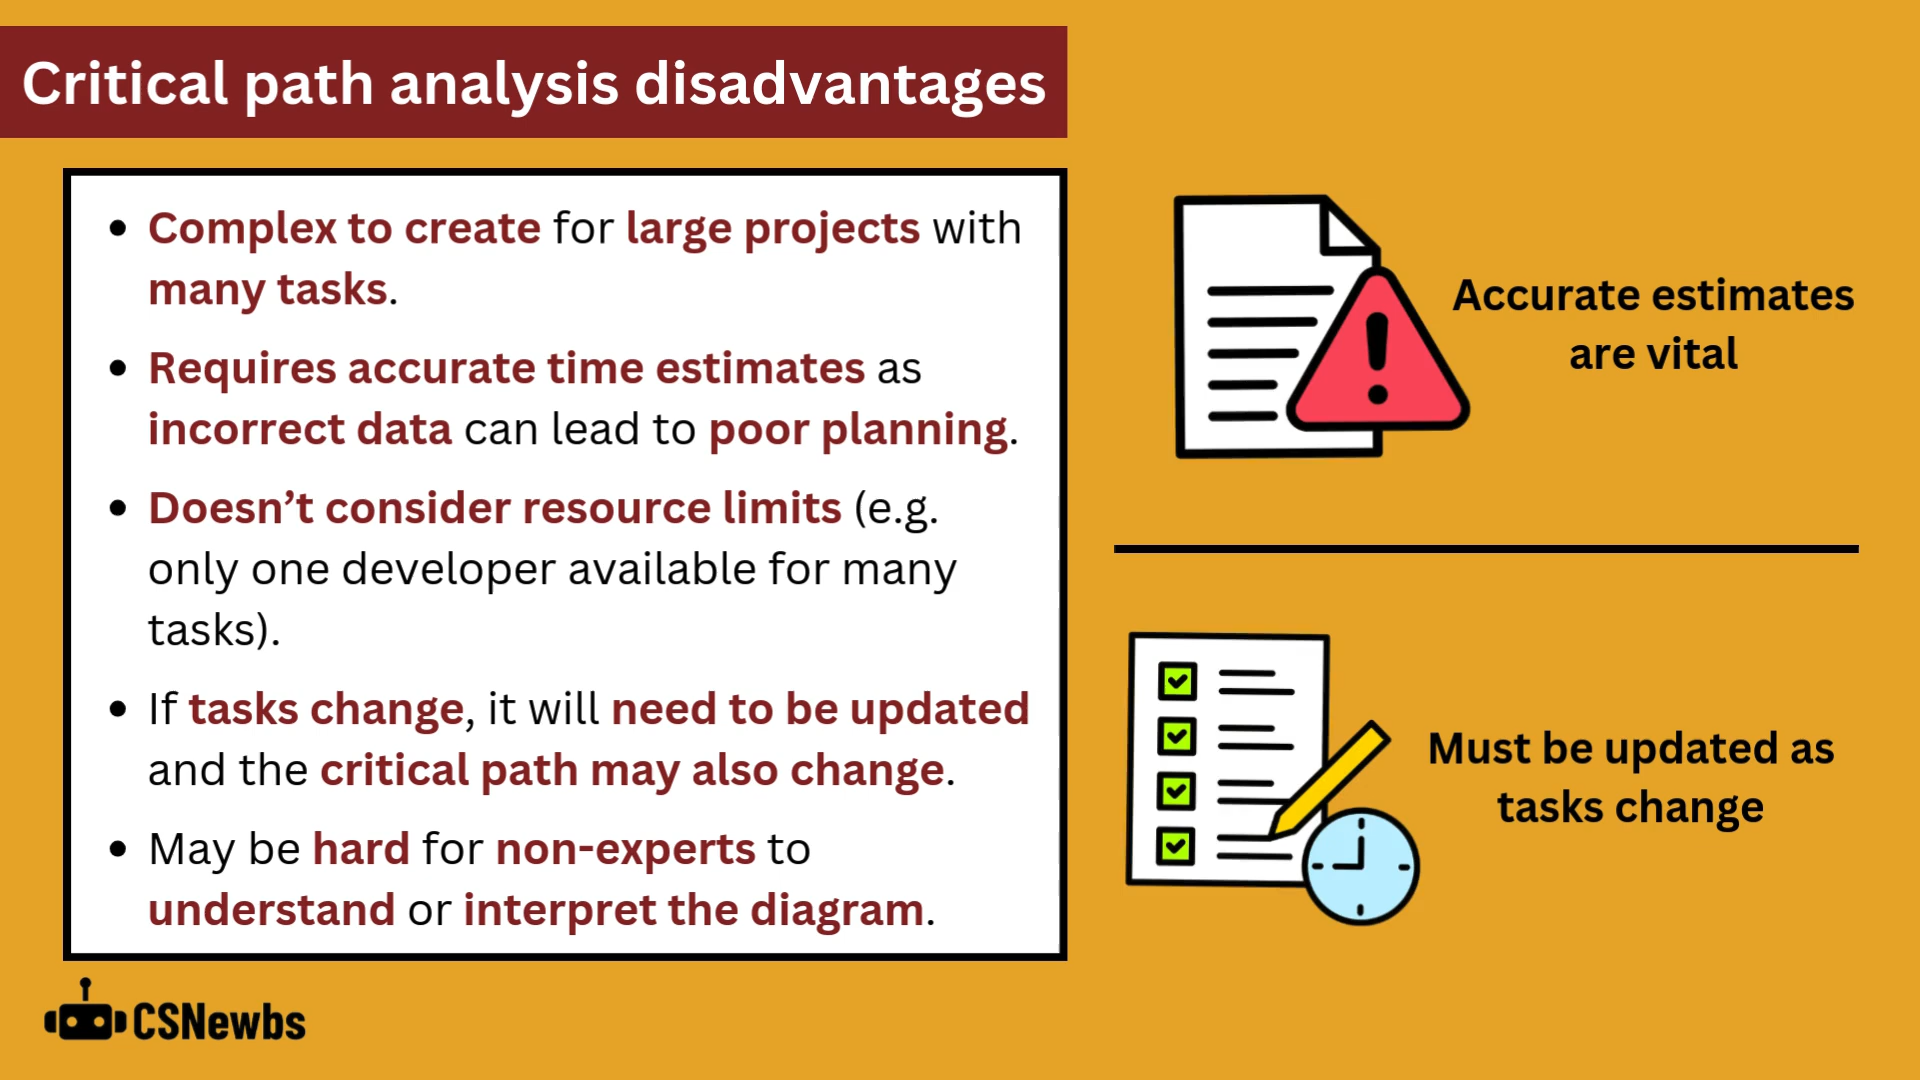 Critical path analysis disadvantages
• Complex to create for large projects with
many tasks.
• Requires accurate time estimates as
incorrect data can lead to poor planning.
• Doesn’t consider resource limits (e.g.
only one developer available for many
tasks).
• If tasks change, it will need to be updated
and the critical path may also change.
• May be hard for non-experts to
understand or interpret the diagram.
Accurate estimates
are vital
Must be updated as
tasks change
CSNewbs